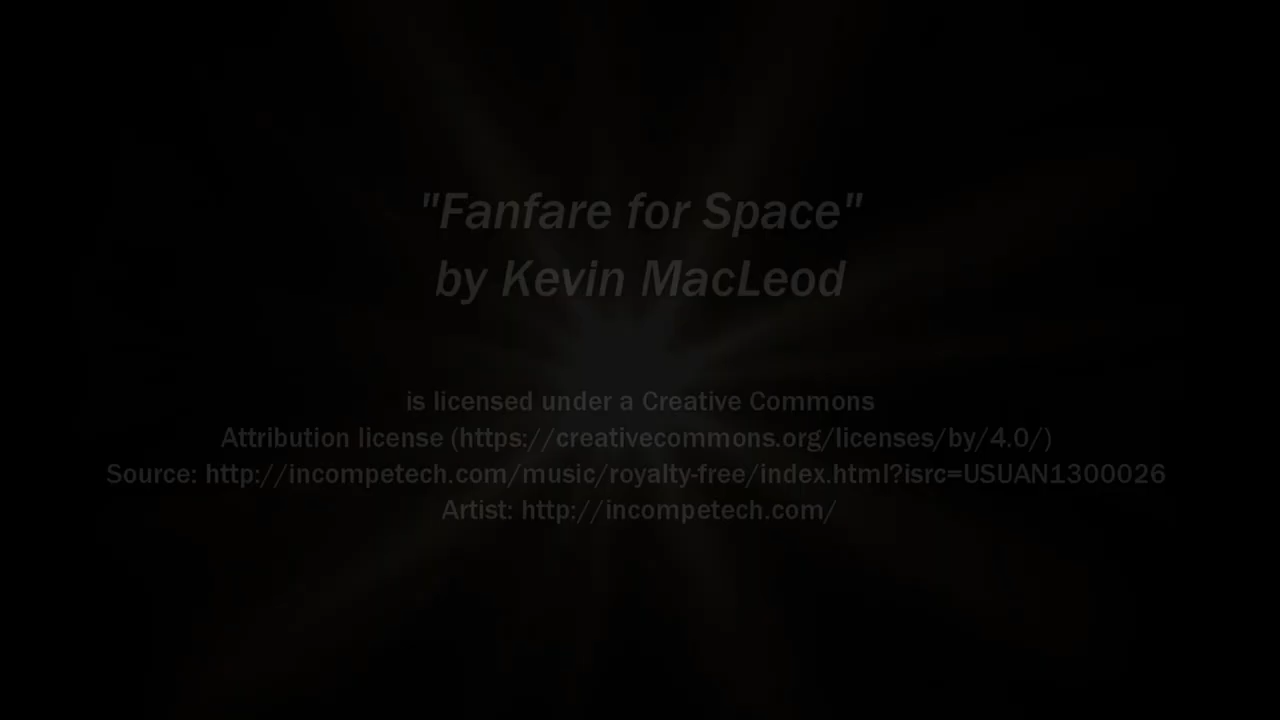 "Fanfare for Space"
by Kevin MacLeod
is licensed under a Creative Commons
Attribution license (https://creativecommons.org/licenses/by/4.0/)
Source: http://incompetech.com/music/royalty-free/index.html?isrc=USUAN1300026
Artist: http://incompetech.com/